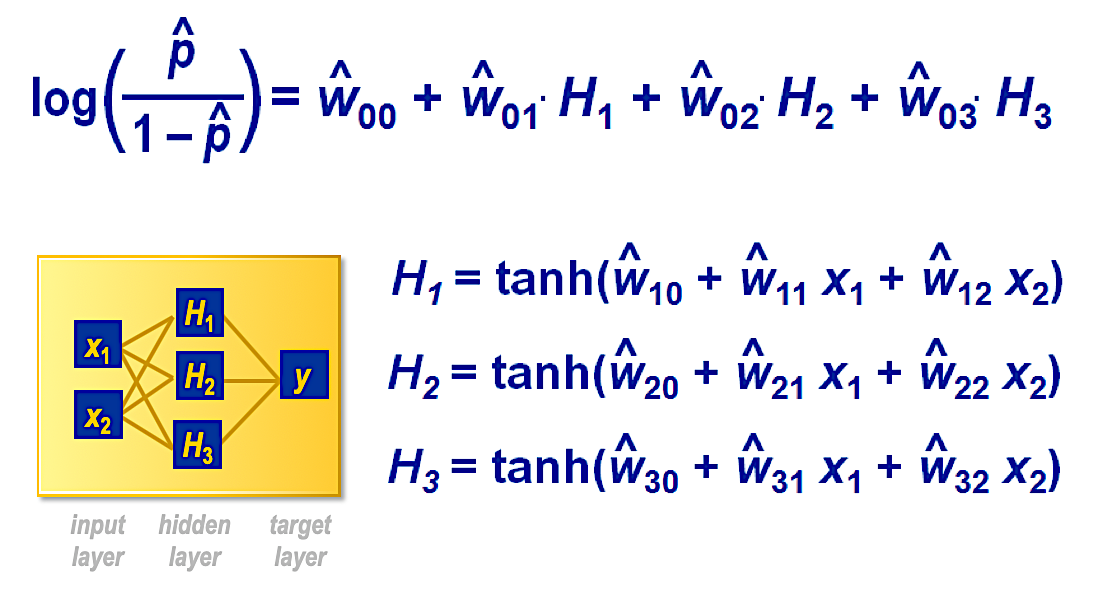 log(p̂ / 1 − p̂) = ŵ₀₀ + ŵ₀₁· H₁ + ŵ₀₂· H₂ + ŵ₀₃· H₃
H₁ = tanh(ŵ₁₀ + ŵ₁₁ x₁ + ŵ₁₂ x₂)
H₂ = tanh(ŵ₂₀ + ŵ₂₁ x₁ + ŵ₂₂ x₂)
H₃ = tanh(ŵ₃₀ + ŵ₃₁ x₁ + ŵ₃₂ x₂)
H₁
x₁
H₂
y
x₂
H₃
input hidden target
layer layer layer